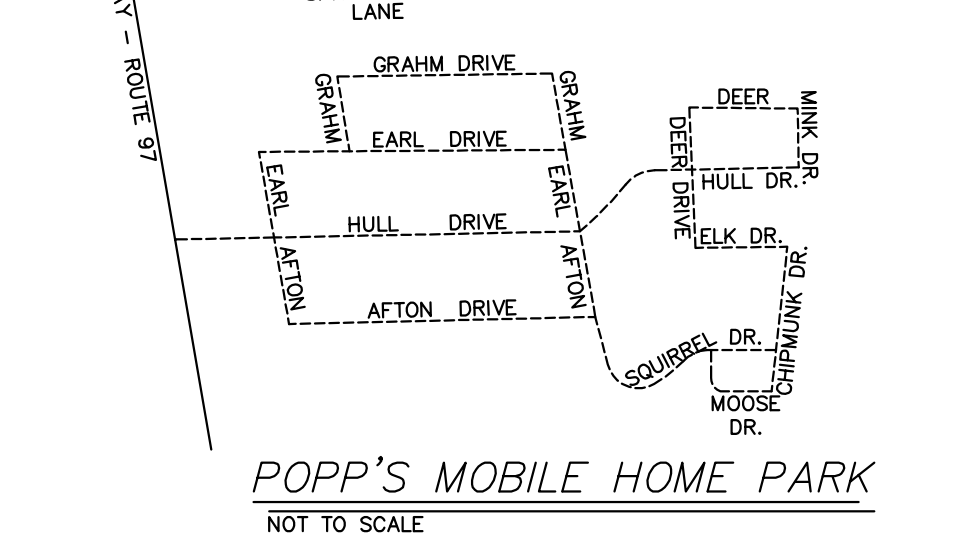 LANE
ROUTE 97
GRAHM DRIVE
GRAHM
GRAHM
EARL DRIVE
EARL
EARL
HULL DRIVE
AFTON
AFTON
AFTON DRIVE
DEER
MINK DR.
DEER DRIVE
HULL DR.
ELK DR.
CHIPMUNK DR.
SQUIRREL DR.
MOOSE
DR.
POPP'S MOBILE HOME PARK
NOT TO SCALE